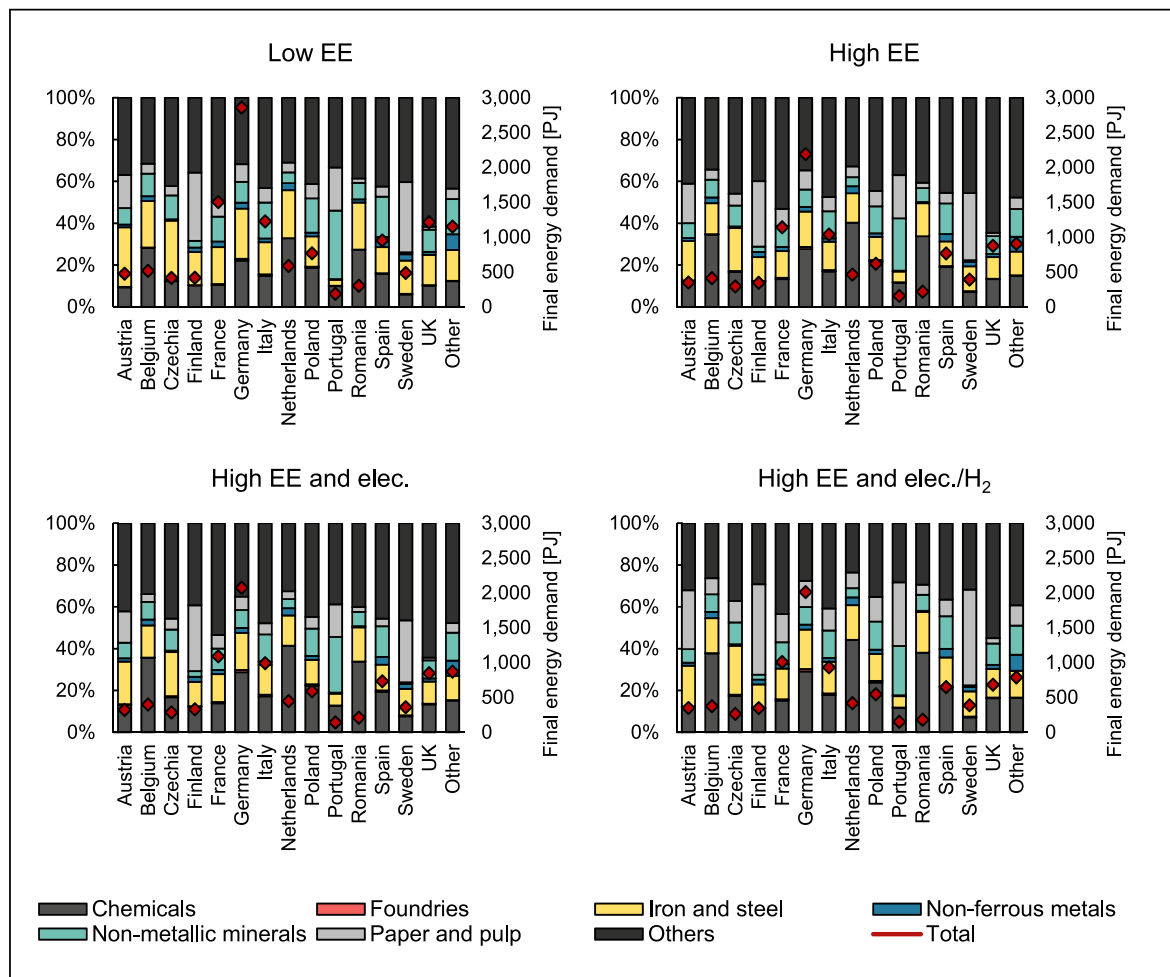 Low EE
High EE
100% 3,000
80% 2,500
60% 2,000
1,500
40% 1,000
20% 500
0% 0
Final energy demand [PJ]
Austria Belgium Czechia Finland France Germany Italy Netherlands Poland Portugal Romania Spain Sweden UK Other
100% 3,000
80% 2,500
60% 2,000
1,500
40% 1,000
20% 500
0% 0
Final energy demand [PJ]
Austria Belgium Czechia Finland France Germany Italy Netherlands Poland Portugal Romania Spain Sweden UK Other
High EE and elec.
High EE and elec./H₂
100% 3,000
80% 2,500
60% 2,000
1,500
40% 1,000
20% 500
0% 0
Final energy demand [PJ]
Austria Belgium Czechia Finland France Germany Italy Netherlands Poland Portugal Romania Spain Sweden UK Other
100% 3,000
80% 2,500
60% 2,000
1,500
40% 1,000
20% 500
0% 0
Final energy demand [PJ]
Austria Belgium Czechia Finland France Germany Italy Netherlands Poland Portugal Romania Spain Sweden UK Other
Chemicals Foundries Iron and steel Non-ferrous metals
Non-metallic minerals Paper and pulp Others Total